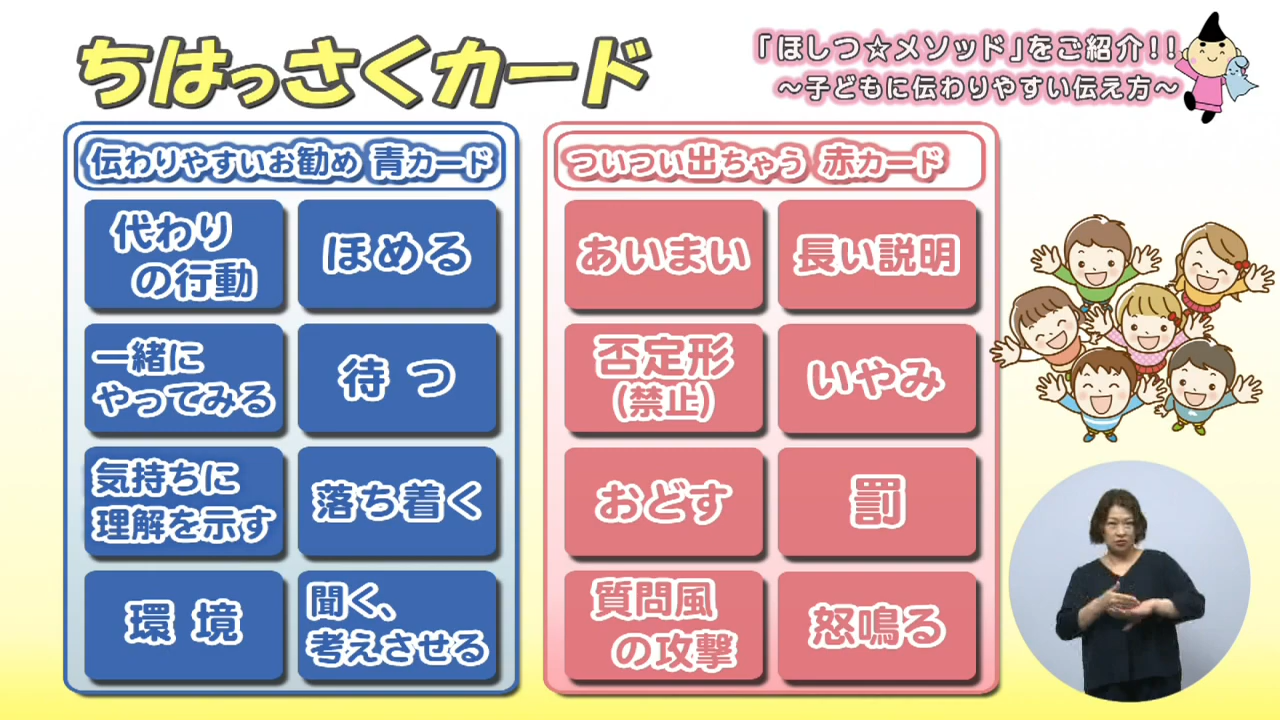 ちはっさくカード
「ほしつ☆メソッド」をご紹介!!
～子どもに伝わりやすい伝え方～
伝わりやすいお勧め 青カード
代わり
の行動
ほめる
一緒に
やってみる
待つ
気持ちに
理解を示す
落ち着く
環境
聞く、
考えさせる
ついつい出ちゃう 赤カード
あいまい
長い説明
否定形
(禁止)
いやみ
おどす
罰
質問風
の攻撃
怒鳴る